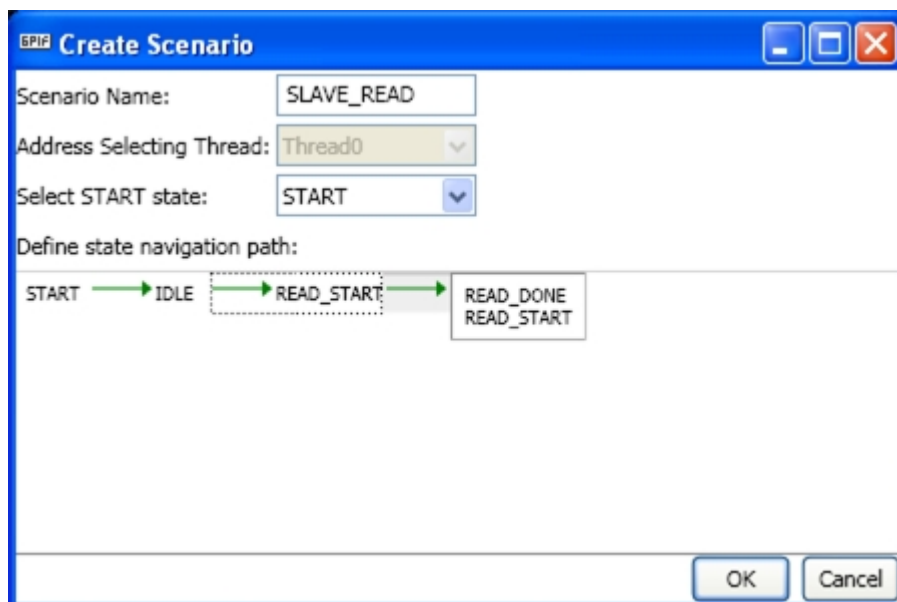 GPIF Create Scenario
Scenario Name: SLAVE_READ
Address Selecting Thread: Thread0
Select START state: START
Define state navigation path:
START IDLE READ_START READ_DONE
READ_START
OK Cancel